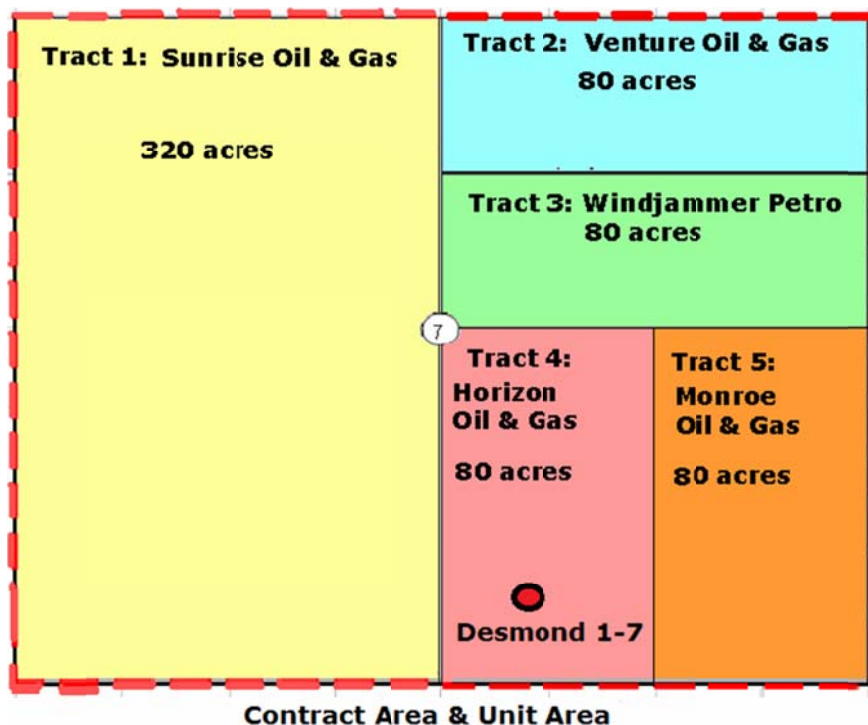 Tract 1: Sunrise Oil & Gas
320 acres
Tract 2: Venture Oil & Gas
80 acres
Tract 3: Windjammer Petro
80 acres
7
Tract 4:
Horizon
Oil & Gas
80 acres
Desmond 1-7
Tract 5:
Monroe
Oil & Gas
80 acres
Contract Area & Unit Area